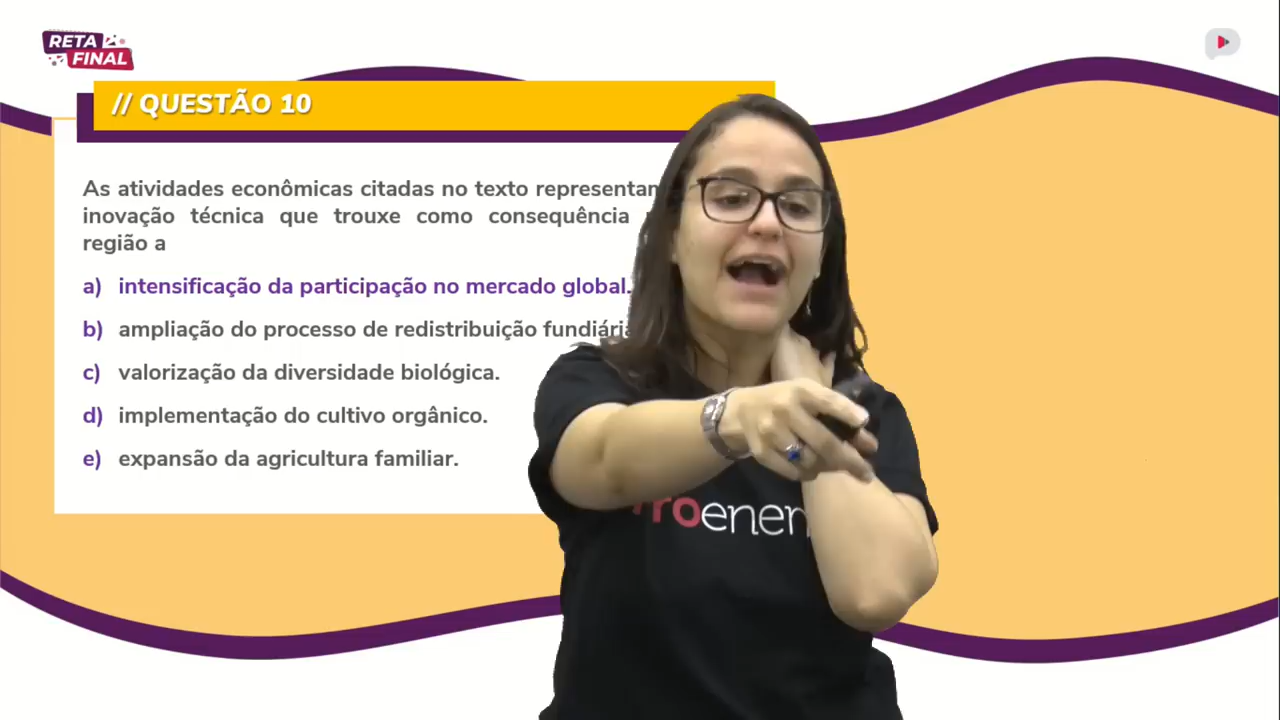 RETA
FINAL
// QUESTÃO 10
As atividades econômicas citadas no texto representam
inovação técnica que trouxe como consequência
região a
a) intensificação da participação no mercado global.
b) ampliação do processo de redistribuição fundiária
c) valorização da diversidade biológica.
d) implementação do cultivo orgânico.
e) expansão da agricultura familiar.